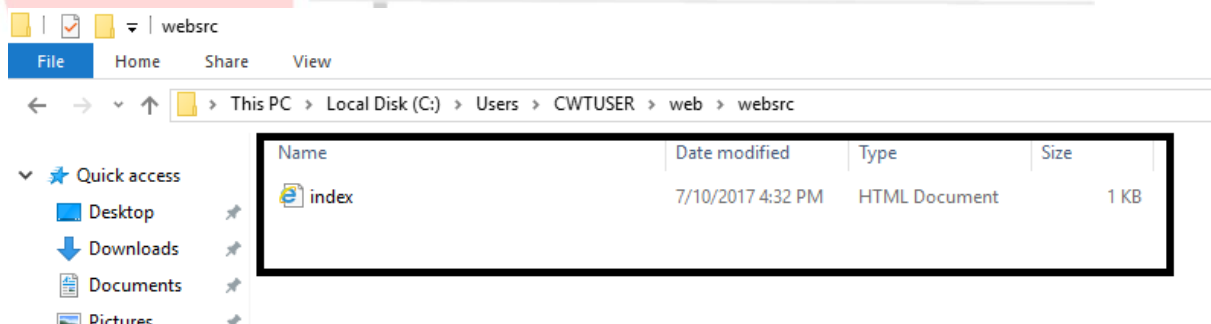 websrc
File Home Share View
This PC > Local Disk (C:) > Users > CWTUSER > web > websrc
Name Date modified Type Size
Quick access
index 7/10/2017 4:32 PM HTML Document 1 KB
Desktop
Downloads
Documents
Pictures